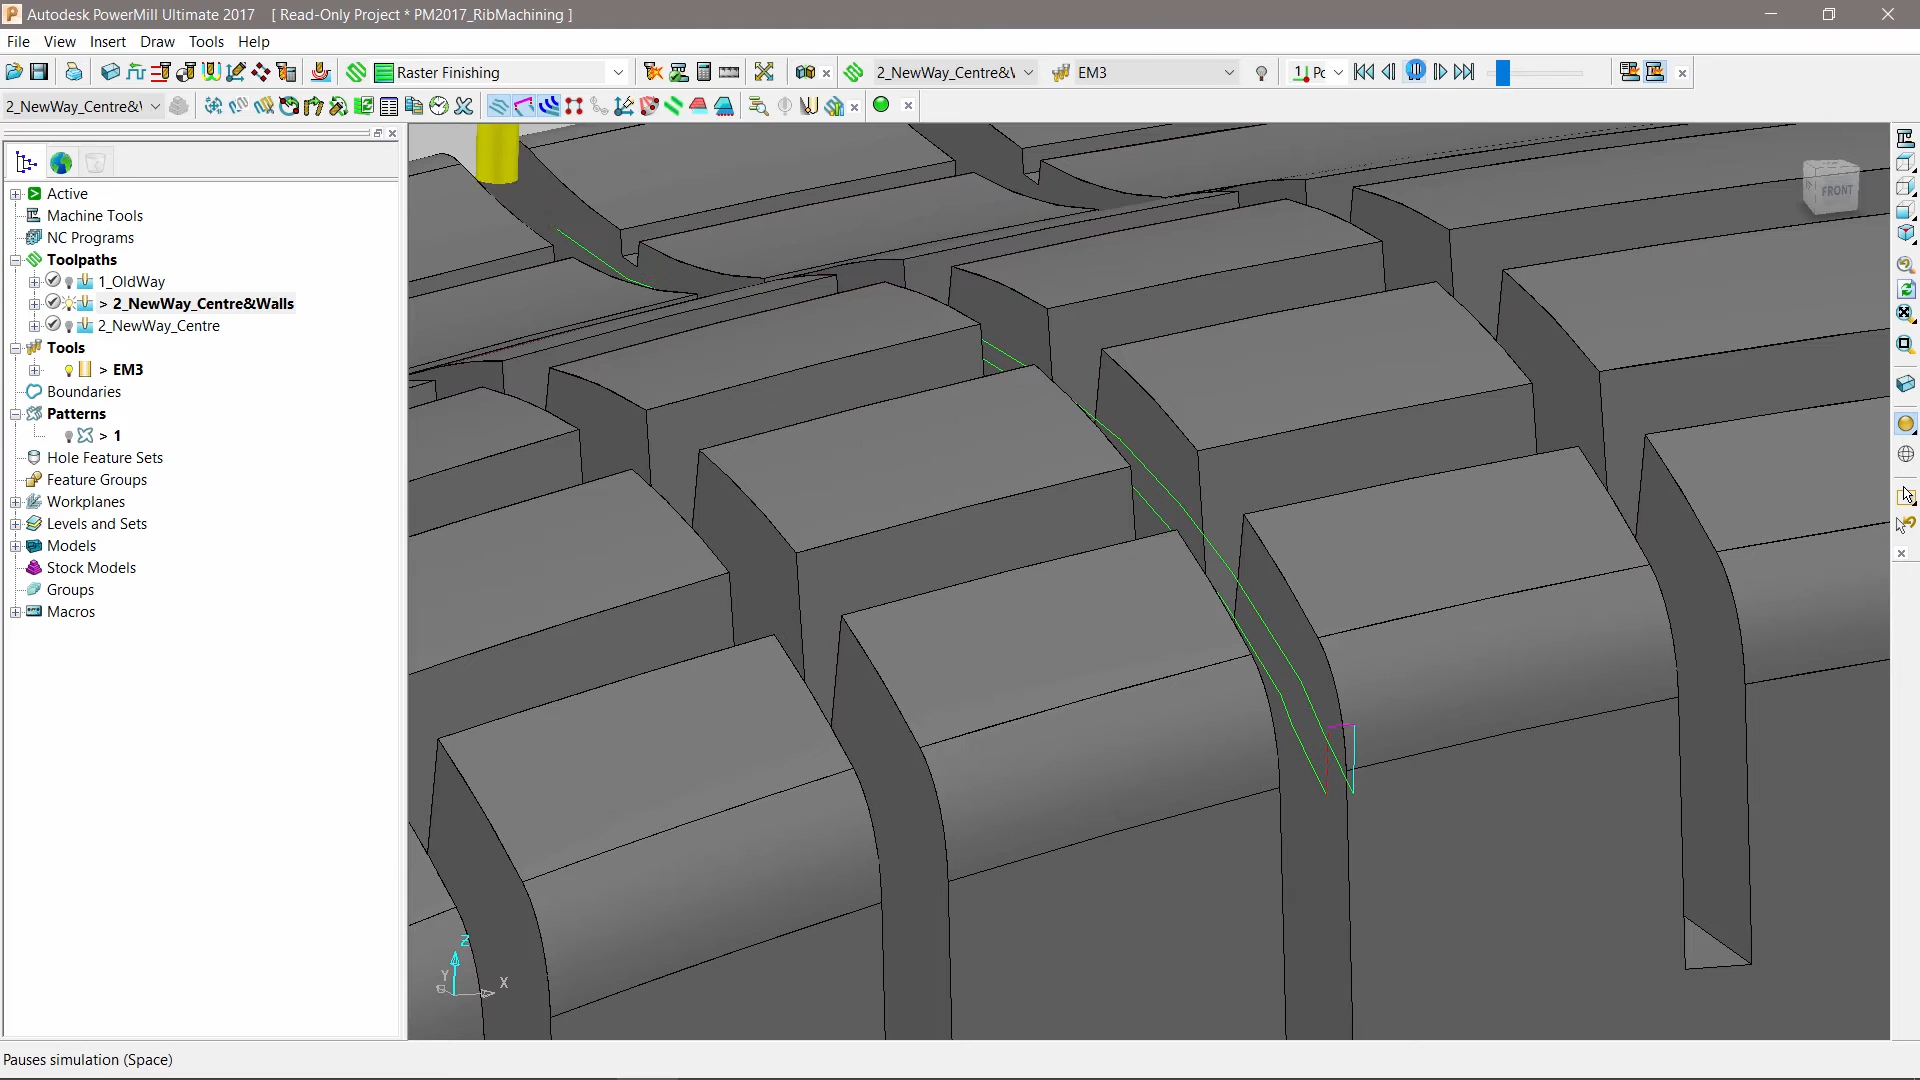 Autodesk PowerMill Ultimate 2017 [ Read-Only Project * PM2017_RibMachining ]
File View Insert Draw Tools Help
Raster Finishing
2_NewWay_Centre&\
EM3
1
2_NewWay_Centre&\
Active
Machine Tools
NC Programs
Toolpaths
1_OldWay
> 2_NewWay_Centre&Walls
2_NewWay_Centre
Tools
> EM3
Boundaries
Patterns
> 1
Hole Feature Sets
Feature Groups
Workplanes
Levels and Sets
Models
Stock Models
Groups
Macros
FRONT
Z
Y
X
Pauses simulation (Space)